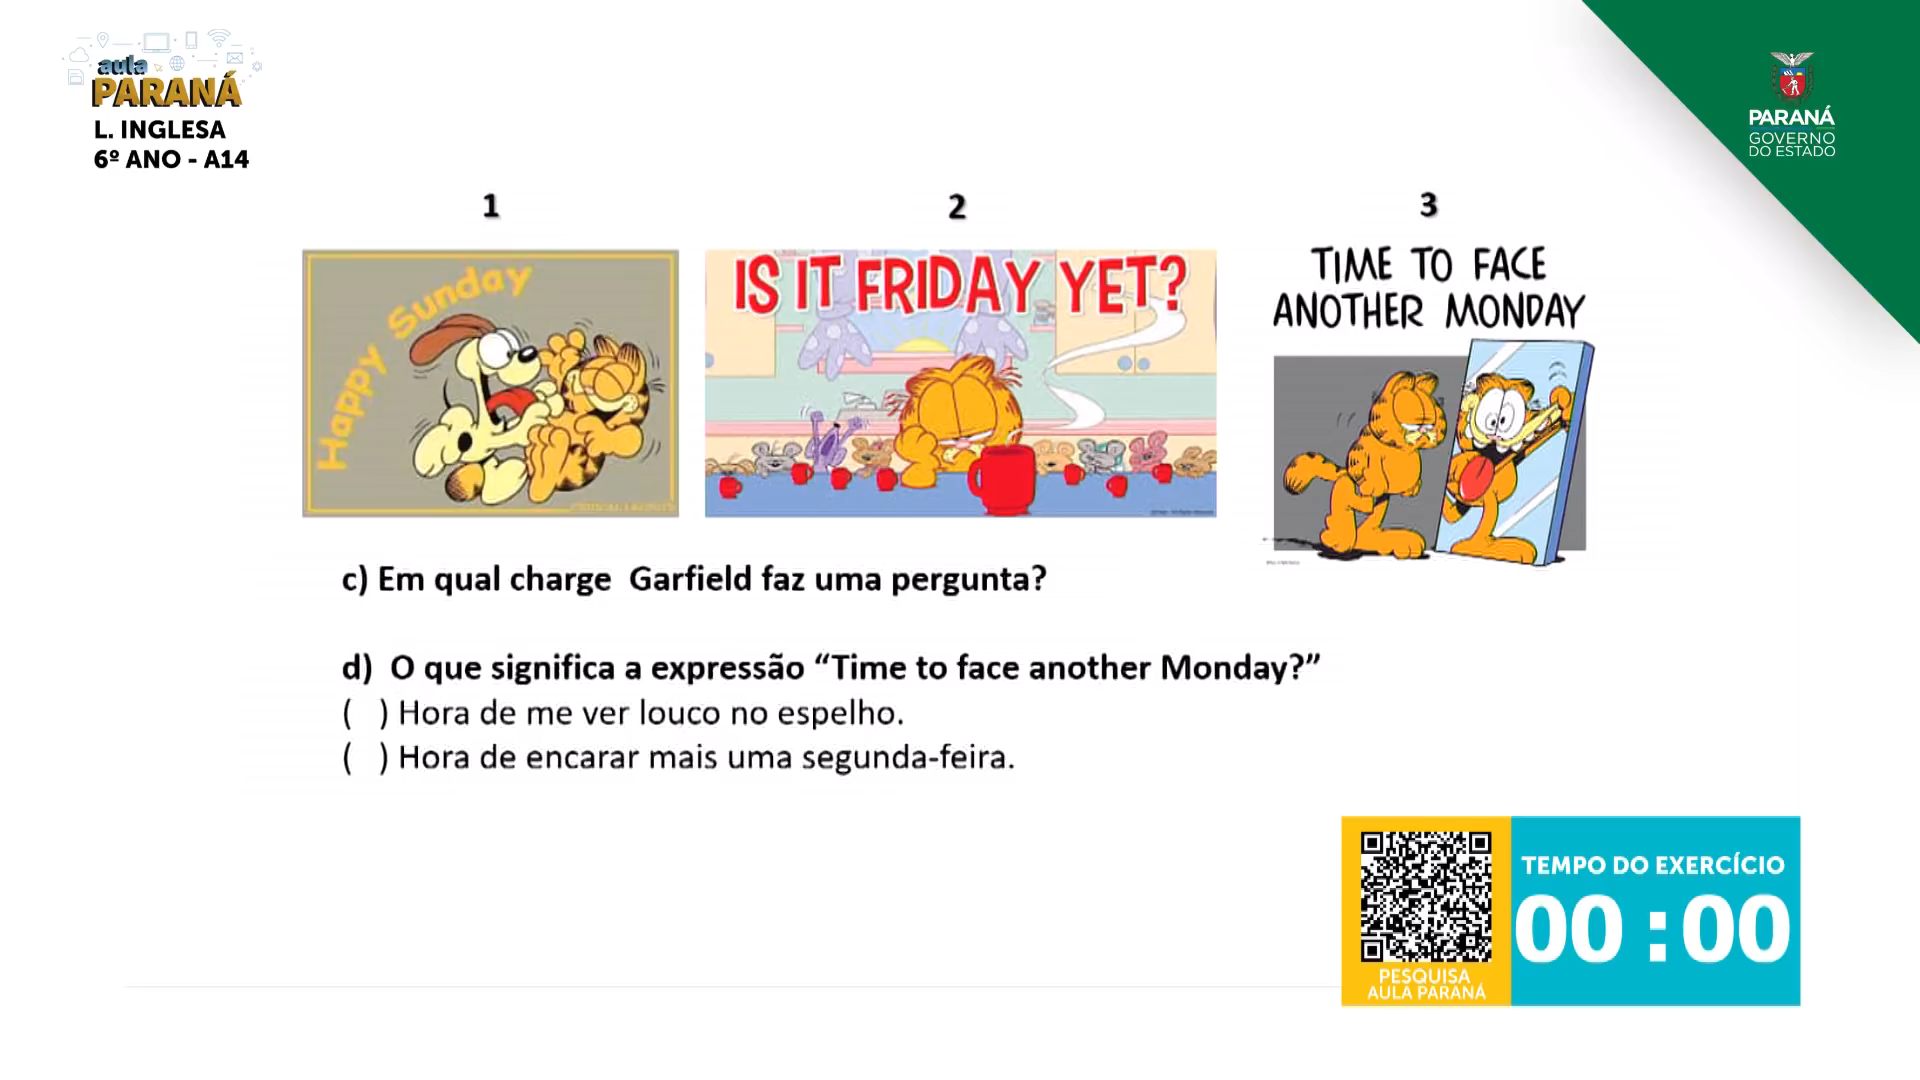 aula
PARANÁ
L. INGLESA
6º ANO - A14
PARANÁ
GOVERNO
DO ESTADO
1
2
3
Happy Sunday
IS IT FRIDAY YET?
TIME TO FACE
ANOTHER MONDAY
c) Em qual charge Garfield faz uma pergunta?
d) O que significa a expressão “Time to face another Monday?”
( ) Hora de me ver louco no espelho.
( ) Hora de encarar mais uma segunda-feira.
PESQUISA
AULA PARANÁ
TEMPO DO EXERCÍCIO
00:00